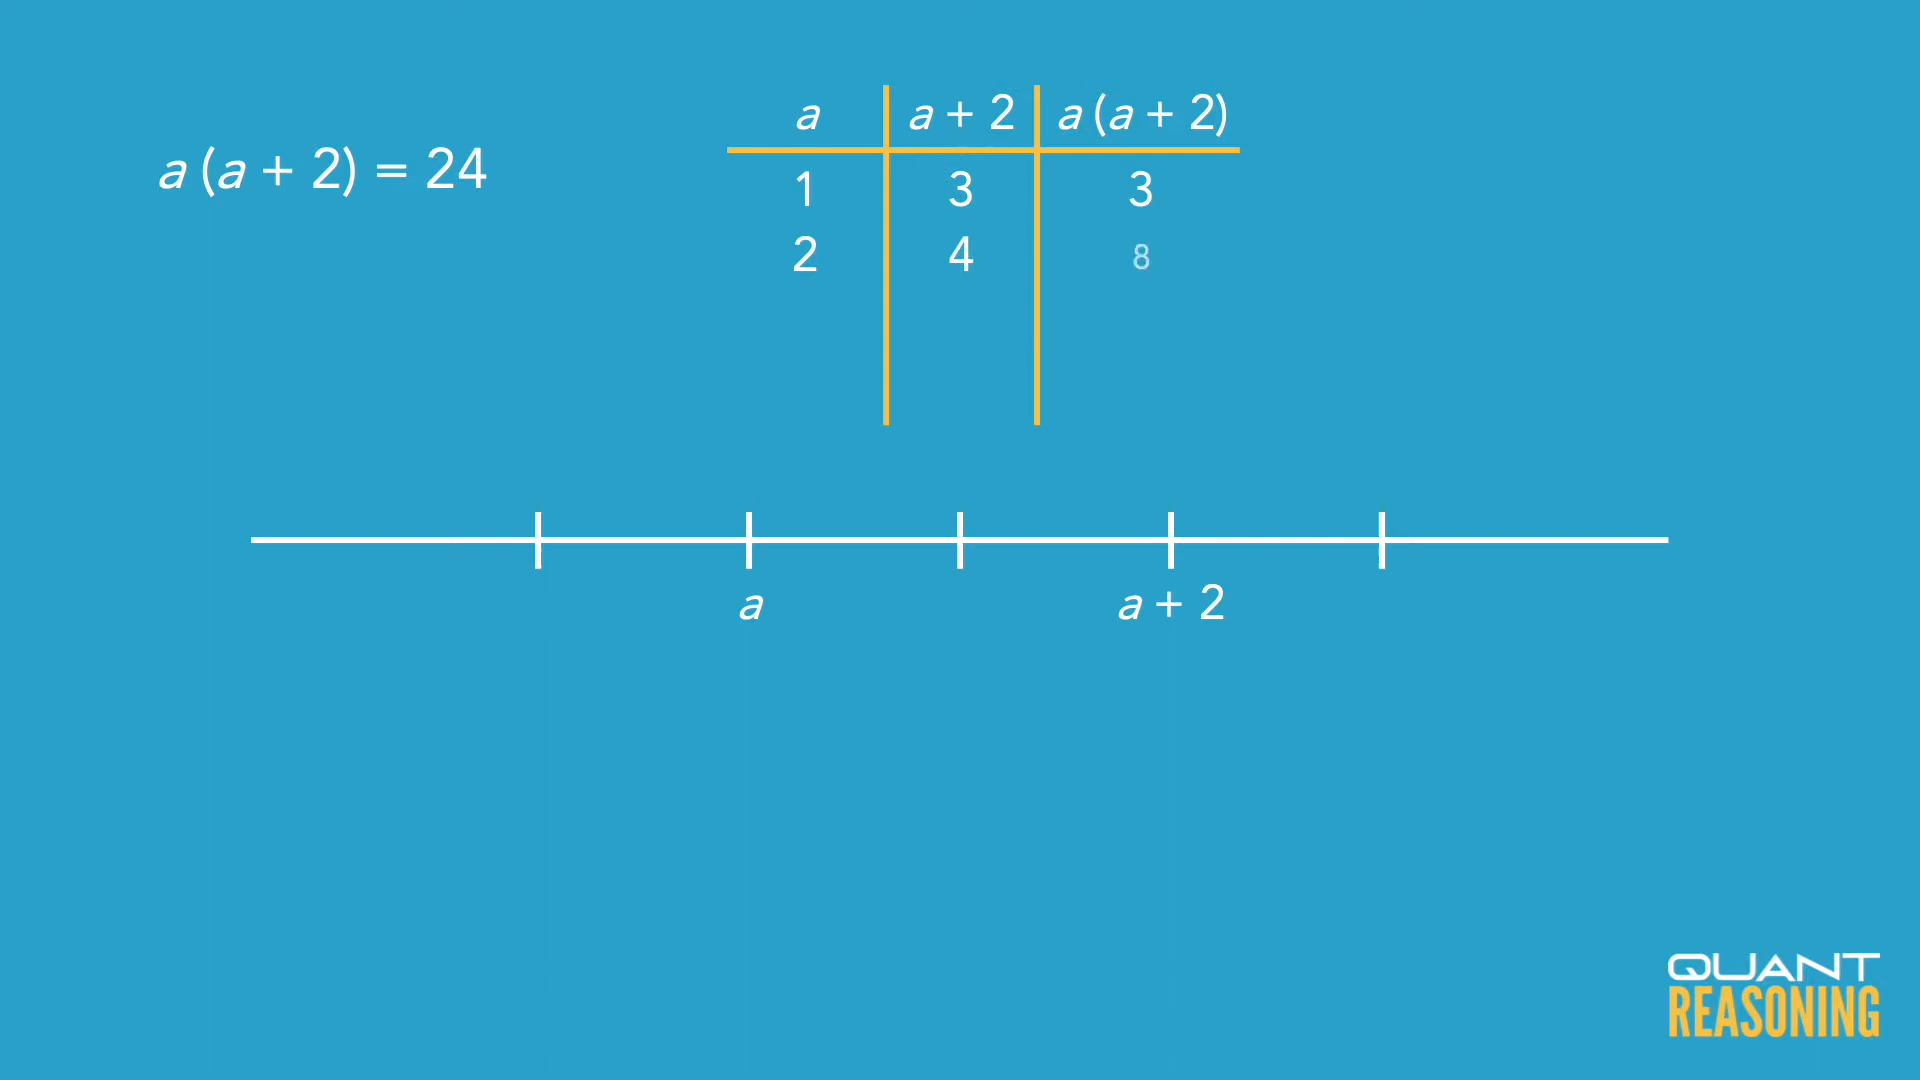 a (a + 2) = 24
a a + 2 a (a + 2)
1 3 3
2 4 8
a a + 2
QUANT
REASONING